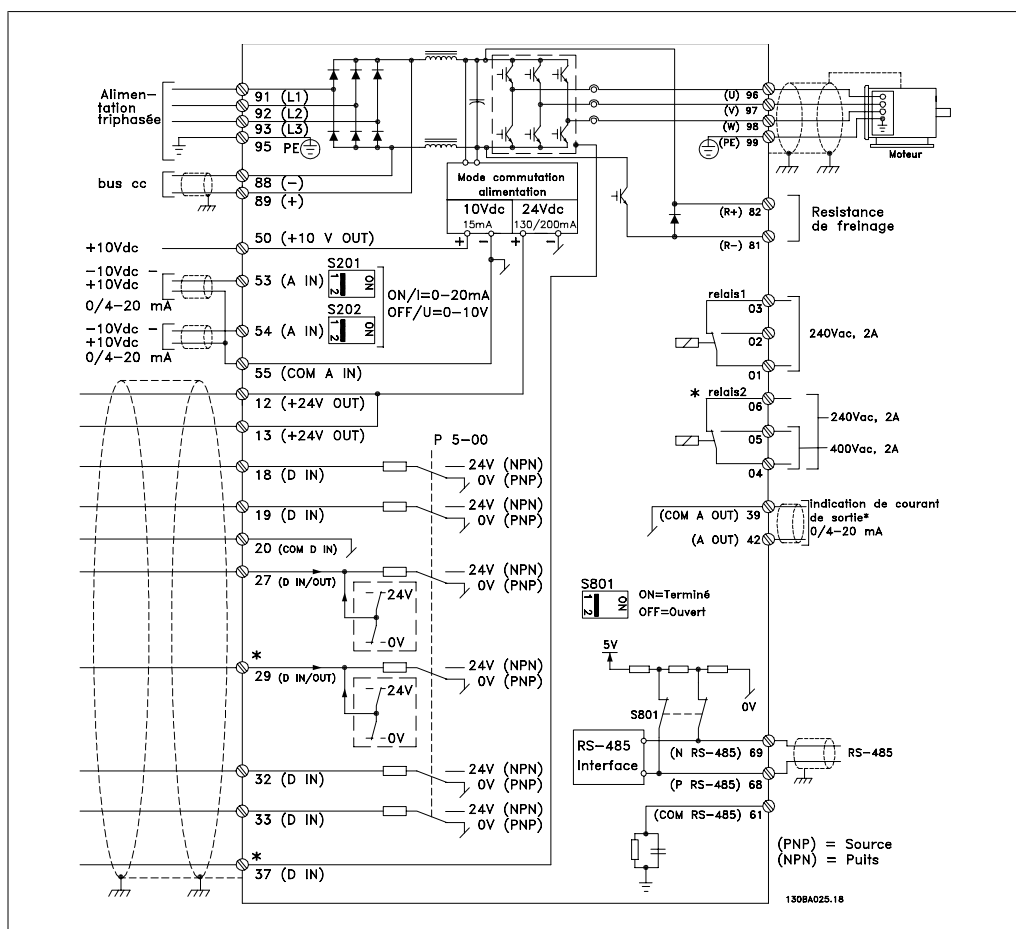 Alimen-
tation
triphasée
91 (L1)
92 (L2)
93 (L3)
95 PE
bus cc
88 (-)
89 (+)
+10Vdc
50 (+10 V OUT)
Mode commutation
alimentation
10Vdc
15mA
24Vdc
130/200mA
+ - + -
-10Vdc -
+10Vdc
0/4-20 mA
53 (A IN)
S201
ON
1 2
-10Vdc -
+10Vdc
0/4-20 mA
54 (A IN)
S202
ON
1 2
ON/I=0-20mA
OFF/U=0-10V
55 (COM A IN)
12 (+24V OUT)
13 (+24V OUT)
P 5-00
18 (D IN)
24V (NPN)
0V (PNP)
19 (D IN)
24V (NPN)
0V (PNP)
20 (COM D IN)
27 (D IN/OUT)
24V (NPN)
0V (PNP)
24V
0V
*
29 (D IN/OUT)
24V (NPN)
0V (PNP)
24V
0V
32 (D IN)
24V (NPN)
0V (PNP)
33 (D IN)
24V (NPN)
0V (PNP)
*
37 (D IN)
(U) 96
(V) 97
(W) 98
(PE) 99
Moteur
(R+) 82
(R-) 81
Resistance
de freinage
relais1
03
02
01
240Vac, 2A
* relais2
06
05
04
240Vac, 2A
400Vac, 2A
(COM A OUT) 39
(A OUT) 42
indication de courant
de sortie*
0/4-20 mA
S801
ON
1 2
ON=Terminé
OFF=Ouvert
5V
0V
S801
RS-485
Interface
(N RS-485) 69
(P RS-485) 68
RS-485
(COM RS-485) 61
(PNP) = Source
(NPN) = Puits
130BA025.18